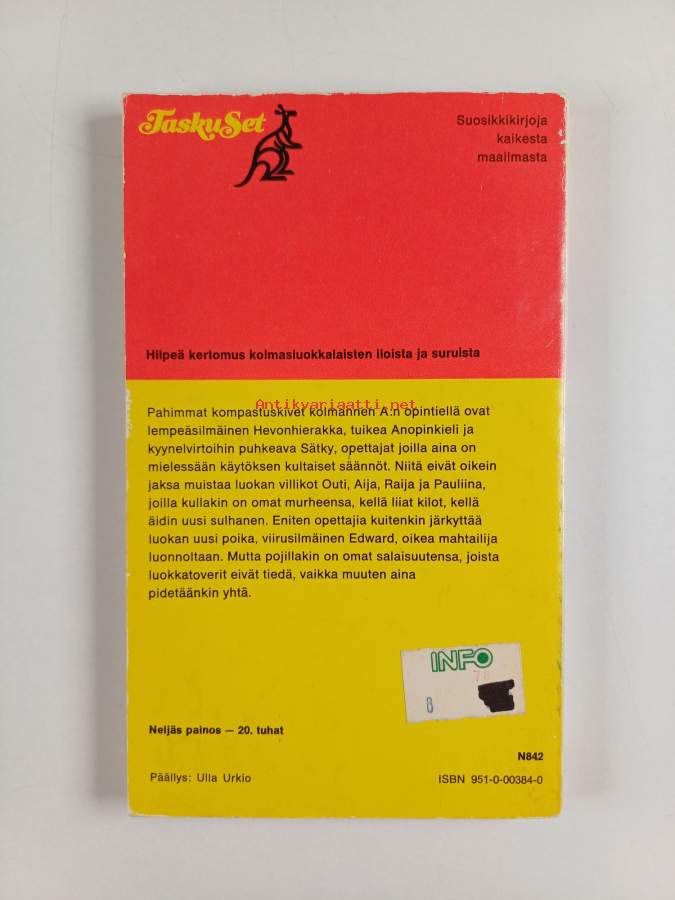 TaskuSet
Suosikkikirjoja
kaikesta
maailmasta
Hilpeä kertomus kolmasluokkalaisten iloista ja suruista
Antikvariaatti.net
Pahimmat kompastuskivet kolmannen A:n opintiellä ovat
lempeäsilmäinen Hevonhierakka, tuikea Anopinkieli ja
kyynelvirtoihin puhkeava Sätky, opettajat joilla aina on
mielessään käytöksen kultaiset säännöt. Niitä eivät oikein
jaksa muistaa luokan villikot Outi, Aija, Raija ja Pauliina,
joilla kullakin on omat murheensa, kellä liiat kilot, kellä
äidin uusi sulhanen. Eniten opettajia kuitenkin järkyttää
luokan uusi poika, viirusilmäinen Edward, oikea mahtailija
luonnoltaan. Mutta pojillakin on omat salaisuutensa, joista
luokkatoverit eivät tiedä, vaikka muuten aina
pidetäänkin yhtä.
INFO
8
Neljäs painos — 20. tuhat
N842
Päällys: Ulla Urkio
ISBN 951-0-00384-0